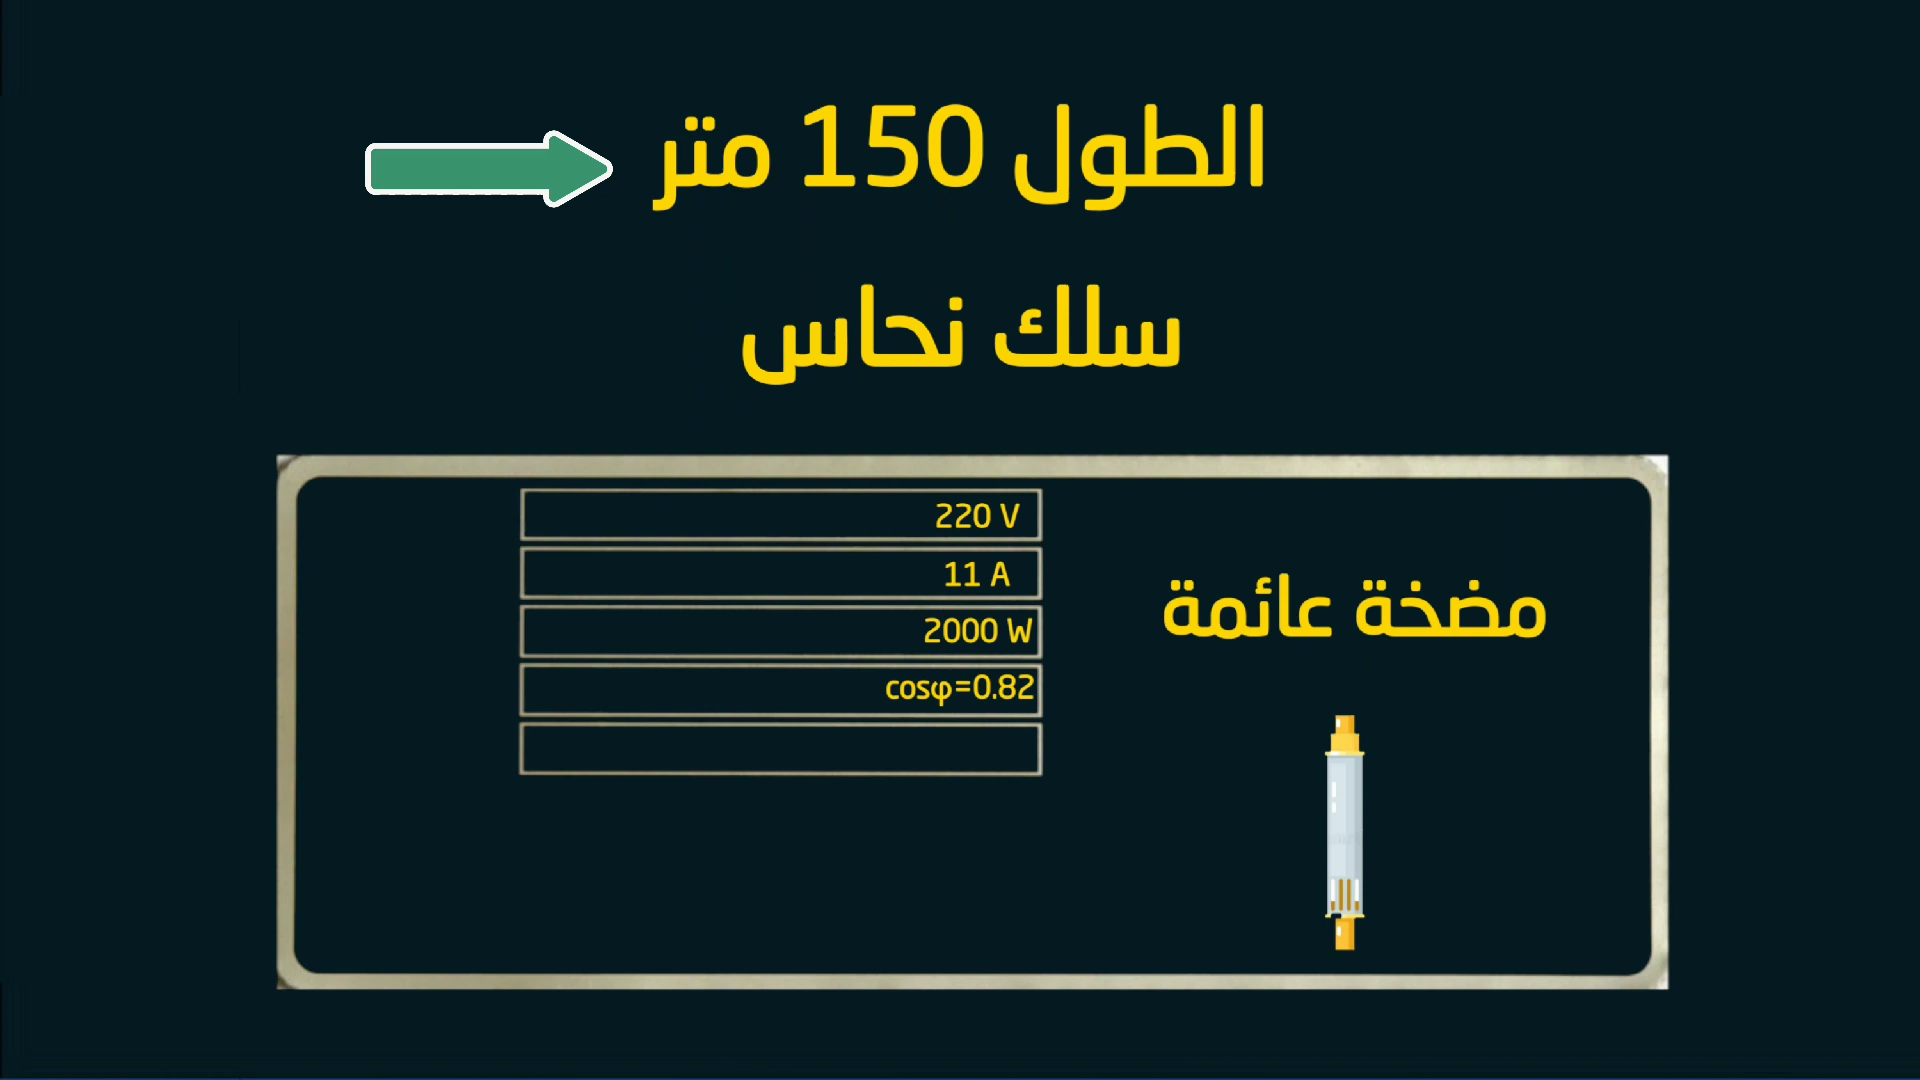 الطول 150 متر
سلك نحاس
مضخة عائمة
220 V
11 A
2000 W
cosφ=0.82